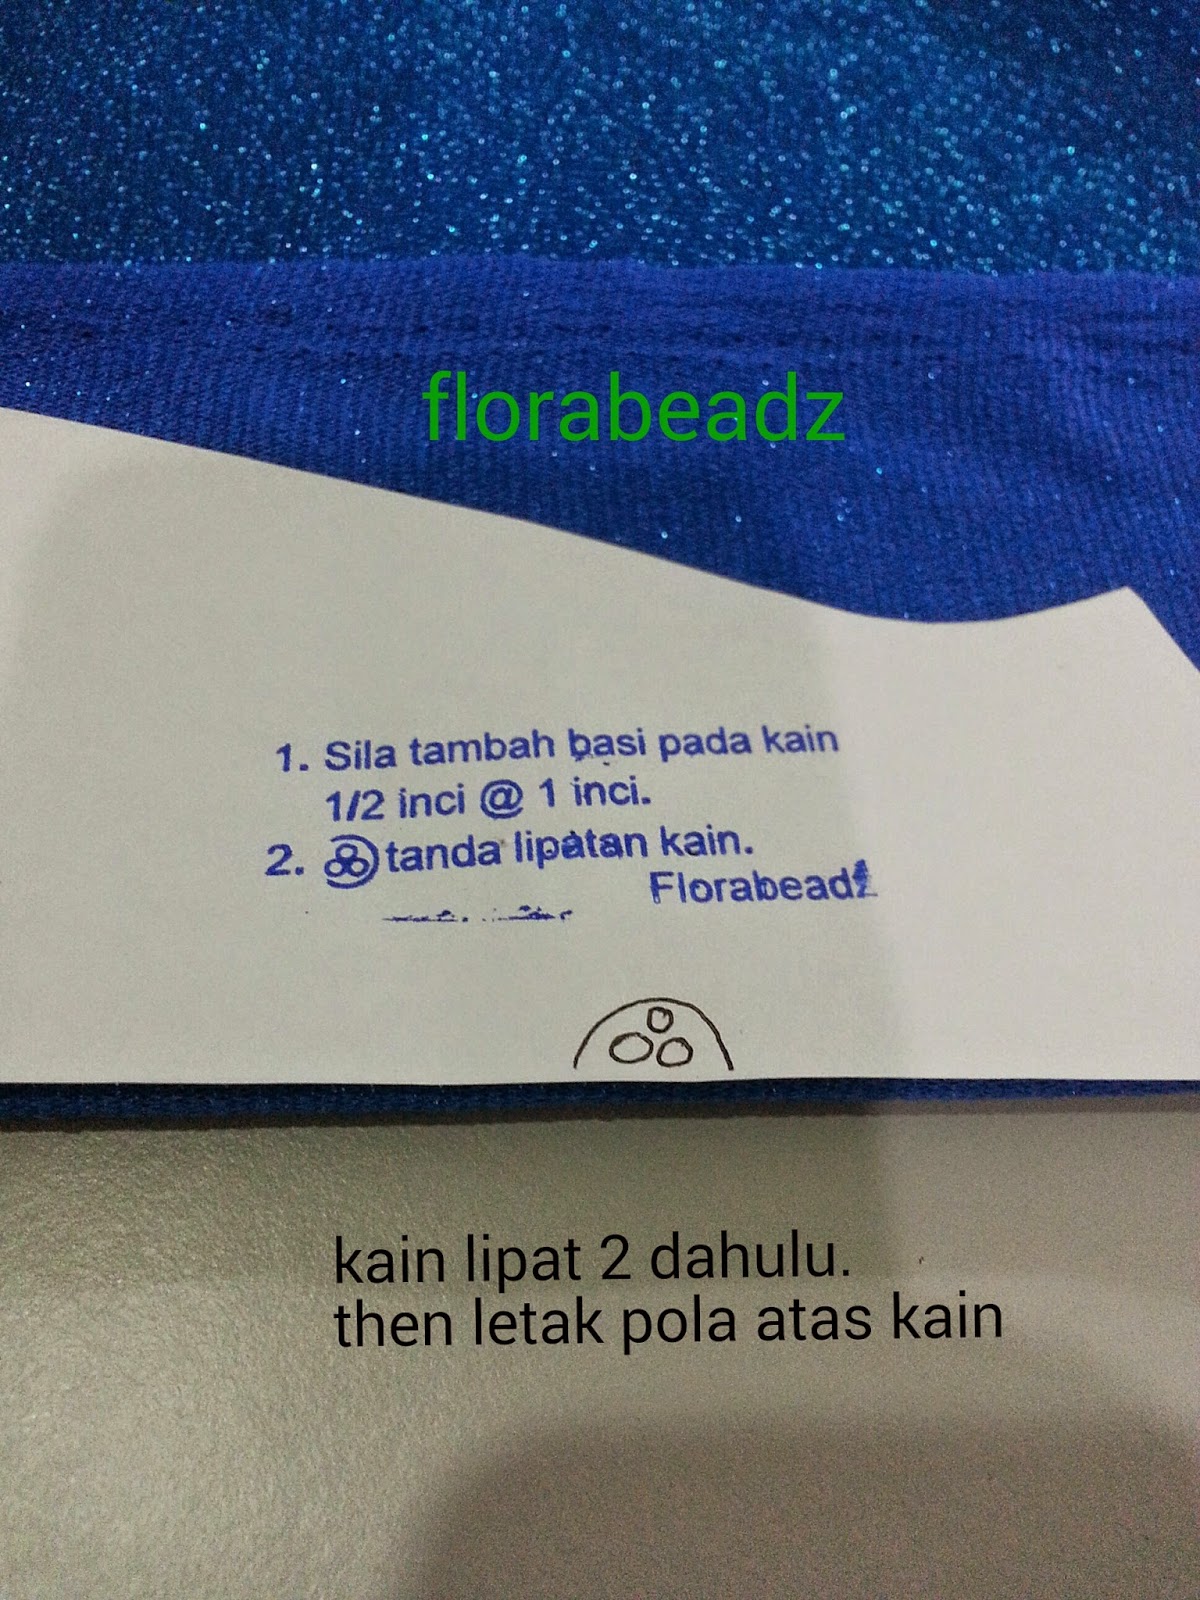 florabeadz
1. Sila tambah basi pada kain
1/2 inci @ 1 inci.
2. tanda lipatan kain.
Florabeadz
kain lipat 2 dahulu.
then letak pola atas kain